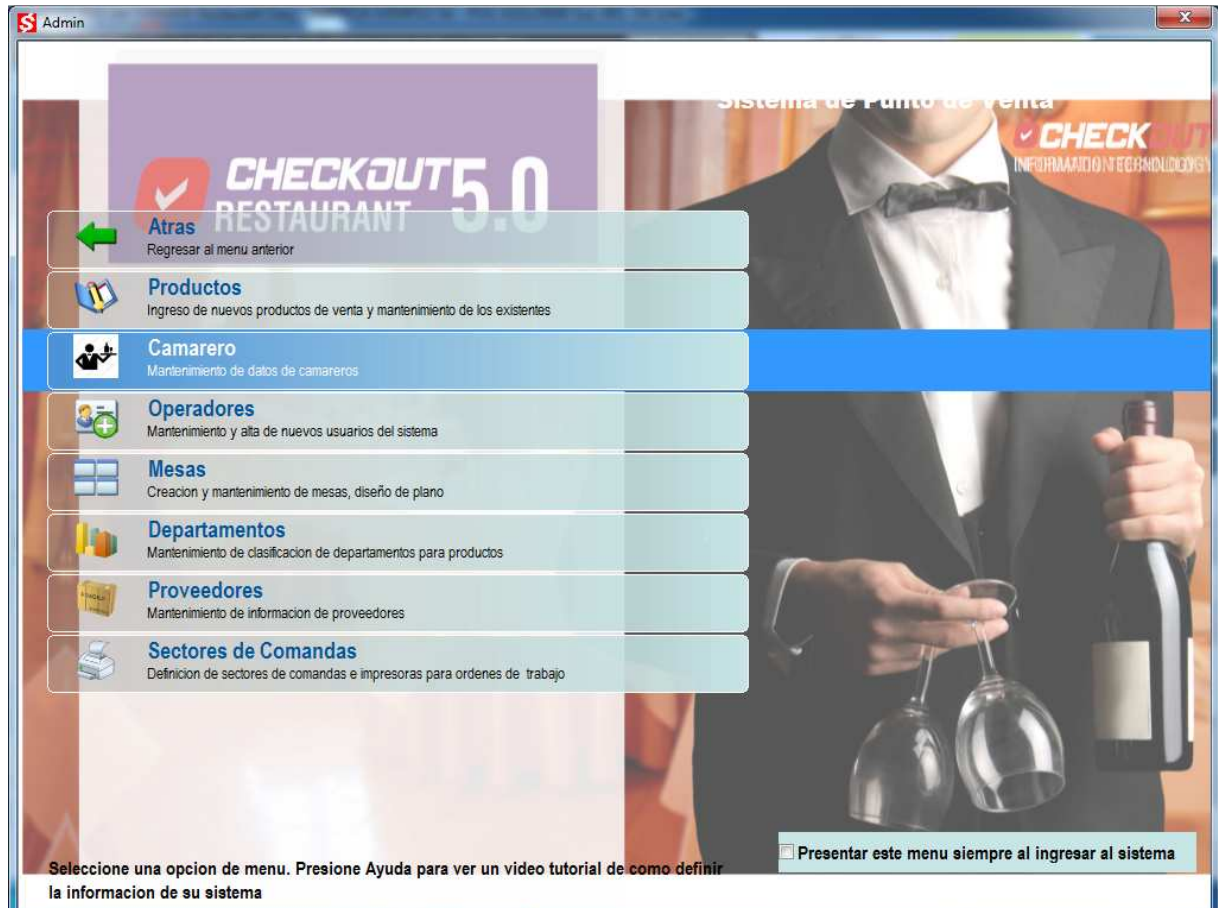 Admin
Sistema de Punto de Venta
CHECKOUT
INFORMATION TECHNOLOGY
CHECKOUT 5.0
RESTAURANT
Atras
Regresar al menu anterior
Productos
Ingreso de nuevos productos de venta y mantenimiento de los existentes
Camarero
Mantenimiento de datos de camareros
Operadores
Mantenimiento y alta de nuevos usuarios del sistema
Mesas
Creacion y mantenimiento de mesas, diseño de plano
Departamentos
Mantenimiento de clasificacion de departamentos para productos
Proveedores
Mantenimiento de informacion de proveedores
Sectores de Comandas
Definicion de sectores de comandas e impresoras para ordenes de trabajo
Presentar este menu siempre al ingresar al sistema
Seleccione una opcion de menu. Presione Ayuda para ver un video tutorial de como definir
la informacion de su sistema